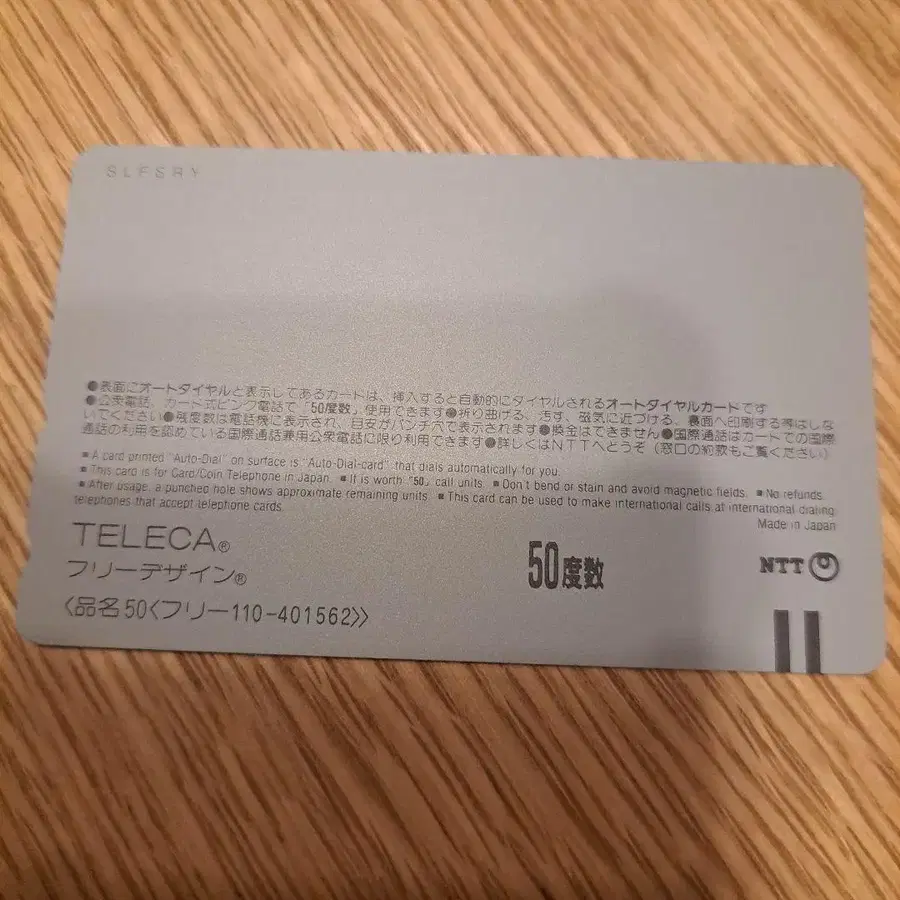 SLFSRY
●表面にオートダイヤルと表示してあるカードは、挿入すると自動的にダイヤルされるオートダイヤルカードです
●公衆電話、カード式ピンク電話で「50度数」使用できます●折り曲げる、汚す、磁気に近づける、裏面へ印刷する等はしな
いでください●残度数は電話機に表示され、目安がパンチ穴で表示されます●換金はできません●国際通話はカードでの国際
通話の利用を認めている国際通話兼用公衆電話に限り利用できます●詳しくはNTTへどうぞ(窓口の約款もご覧ください)
■A card printed "Auto-Dial" on surface is "Auto-Dial-card" that dials automatically for you.
■This card is for Card/Coin Telephone in Japan. ■It is worth "50」 call units. ■Don't bend or stain and avoid magnetic fields. ■No refunds.
■After usage, a punched hole shows approximate remaining units. ■This card can be used to make international calls at international dialing
telephones that accept telephone cards.
Made in Japan
TELECA®
フリーデザイン®
50度数
NTT
〈品名50〈フリー110-401562〉〉